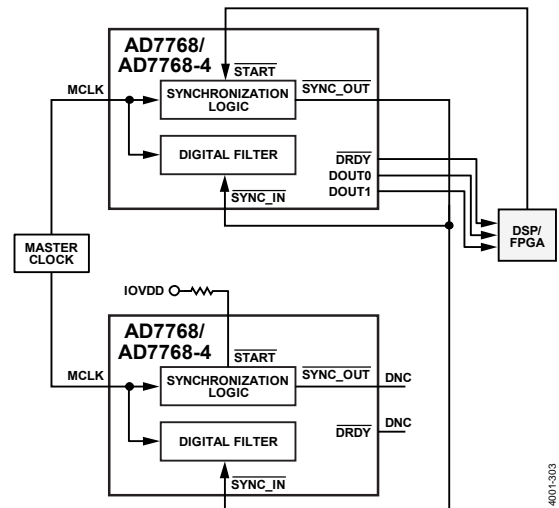 AD7768/
AD7768-4
START
MCLK
SYNCHRONIZATION
LOGIC
SYNC_OUT
DIGITAL FILTER
DRDY
DOUT0
DOUT1
SYNC_IN
DSP/
FPGA
MASTER
CLOCK
IOVDD
AD7768/
AD7768-4
START
MCLK
SYNCHRONIZATION
LOGIC
SYNC_OUT
DNC
DIGITAL FILTER
DRDY
DNC
SYNC_IN
4001-303